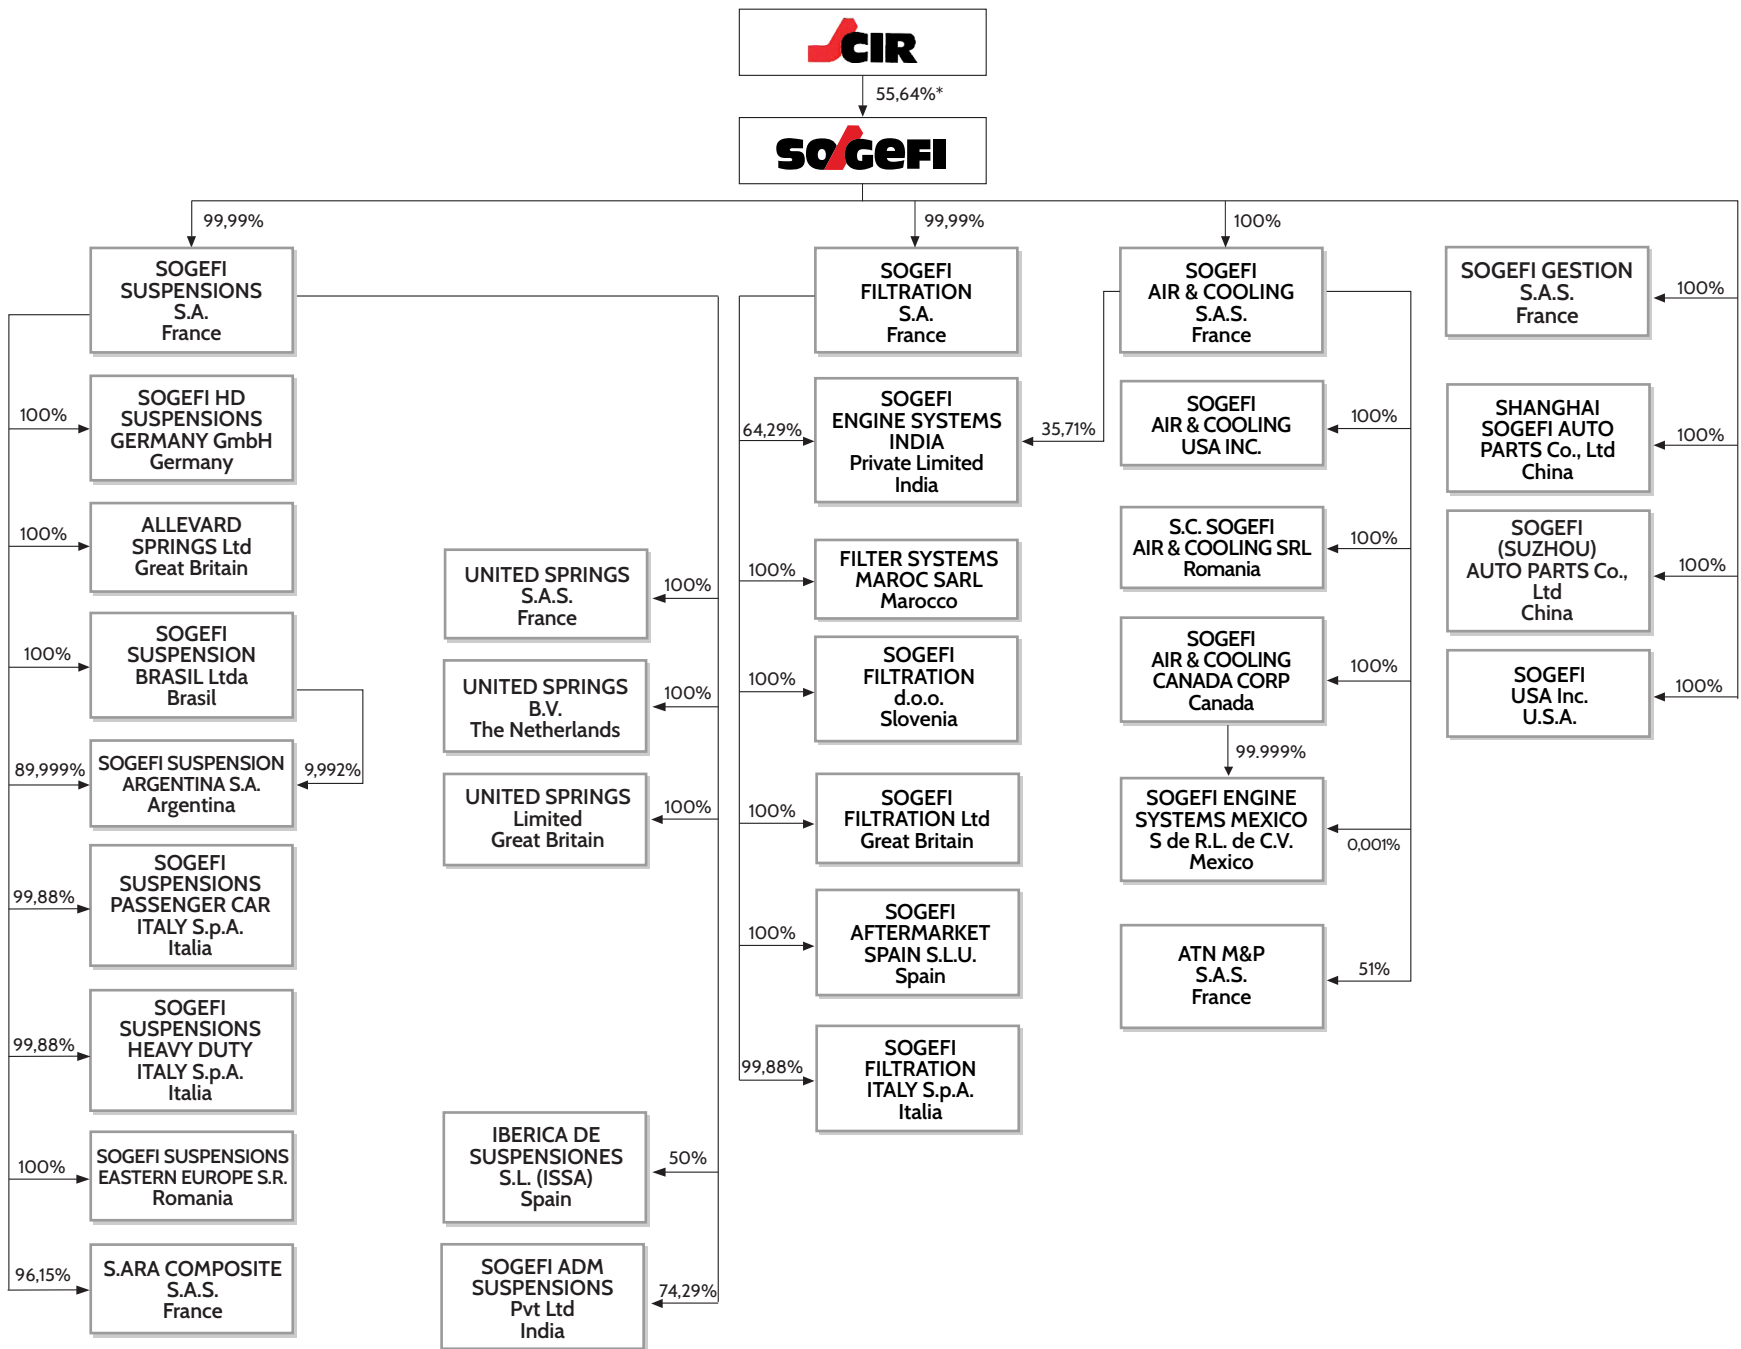 CIR
55,64%*
SOGEFI
99,99%
99,99%
100%
SOGEFI
SUSPENSIONS
S.A.
France
SOGEFI HD
SUSPENSIONS
GERMANY GmbH
Germany
100%
ALLEVARD
SPRINGS Ltd
Great Britain
100%
SOGEFI
SUSPENSION
BRASIL Ltda
Brasil
100%
SOGEFI SUSPENSION
ARGENTINA S.A.
Argentina
89,999%
9,992%
SOGEFI
SUSPENSIONS
PASSENGER CAR
ITALY S.p.A.
Italia
99,88%
SOGEFI
SUSPENSIONS
HEAVY DUTY
ITALY S.p.A.
Italia
99,88%
SOGEFI SUSPENSIONS
EASTERN EUROPE S.R.
Romania
100%
S.ARA COMPOSITE
S.A.S.
France
96,15%
UNITED SPRINGS
S.A.S.
France
100%
UNITED SPRINGS
B.V.
The Netherlands
100%
UNITED SPRINGS
Limited
Great Britain
100%
IBERICA DE
SUSPENSIONES
S.L. (ISSA)
Spain
50%
SOGEFI ADM
SUSPENSIONS
Pvt Ltd
India
74,29%
SOGEFI
FILTRATION
S.A.
France
SOGEFI
ENGINE SYSTEMS
INDIA
Private Limited
India
64,29%
35,71%
FILTER SYSTEMS
MAROC SARL
Marocco
100%
SOGEFI
FILTRATION
d.o.o.
Slovenia
100%
SOGEFI
FILTRATION Ltd
Great Britain
100%
SOGEFI
AFTERMARKET
SPAIN S.L.U.
Spain
100%
SOGEFI
FILTRATION
ITALY S.p.A.
Italia
99,88%
SOGEFI
AIR & COOLING
S.A.S.
France
SOGEFI
AIR & COOLING
USA INC.
100%
S.C. SOGEFI
AIR & COOLING SRL
Romania
100%
SOGEFI
AIR & COOLING
CANADA CORP
Canada
100%
99.999%
SOGEFI ENGINE
SYSTEMS MEXICO
S de R.L. de C.V.
Mexico
0,001%
ATN M&P
S.A.S.
France
51%
SOGEFI GESTION
S.A.S.
France
100%
SHANGHAI
SOGEFI AUTO
PARTS Co., Ltd
China
100%
SOGEFI
(SUZHOU)
AUTO PARTS Co.,
Ltd
China
100%
SOGEFI
USA Inc.
U.S.A.
100%